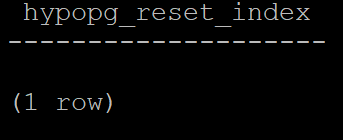 hypopg_reset_index
--------------------
(1 row)